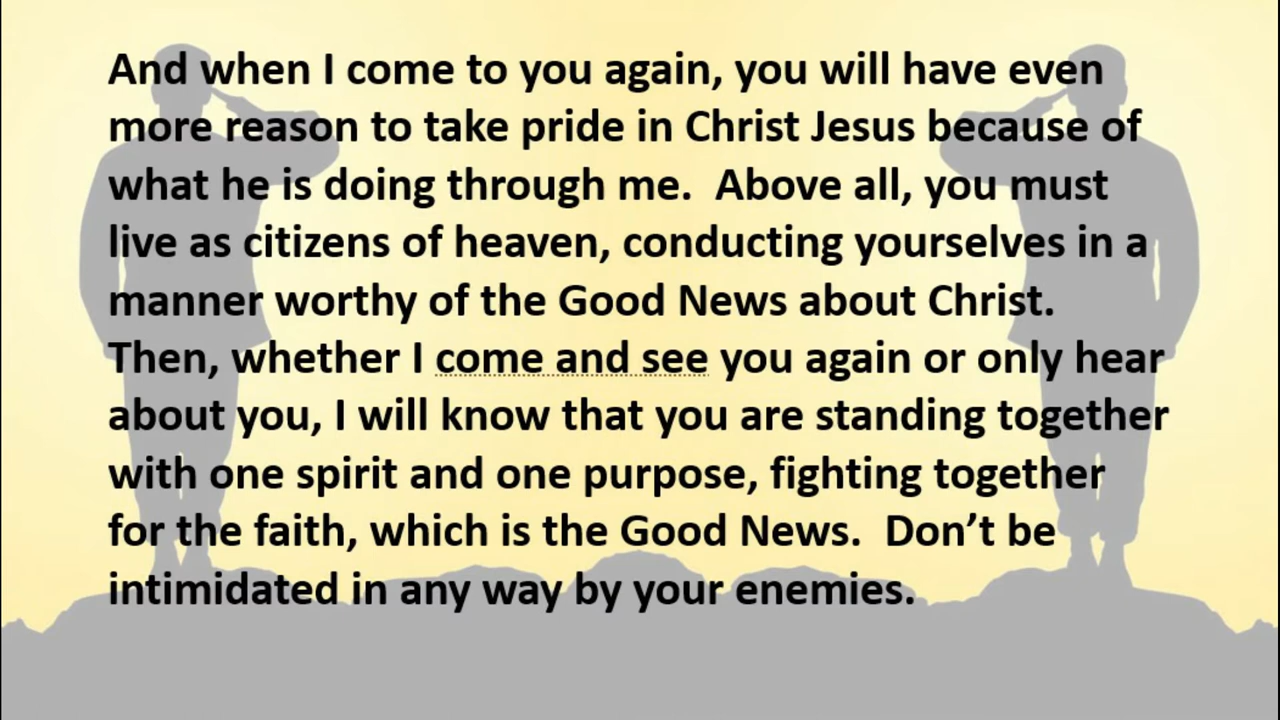 And when I come to you again, you will have even
more reason to take pride in Christ Jesus because of
what he is doing through me.  Above all, you must
live as citizens of heaven, conducting yourselves in a
manner worthy of the Good News about Christ.
Then, whether I come and see you again or only hear
about you, I will know that you are standing together
with one spirit and one purpose, fighting together
for the faith, which is the Good News.  Don’t be
intimidated in any way by your enemies.